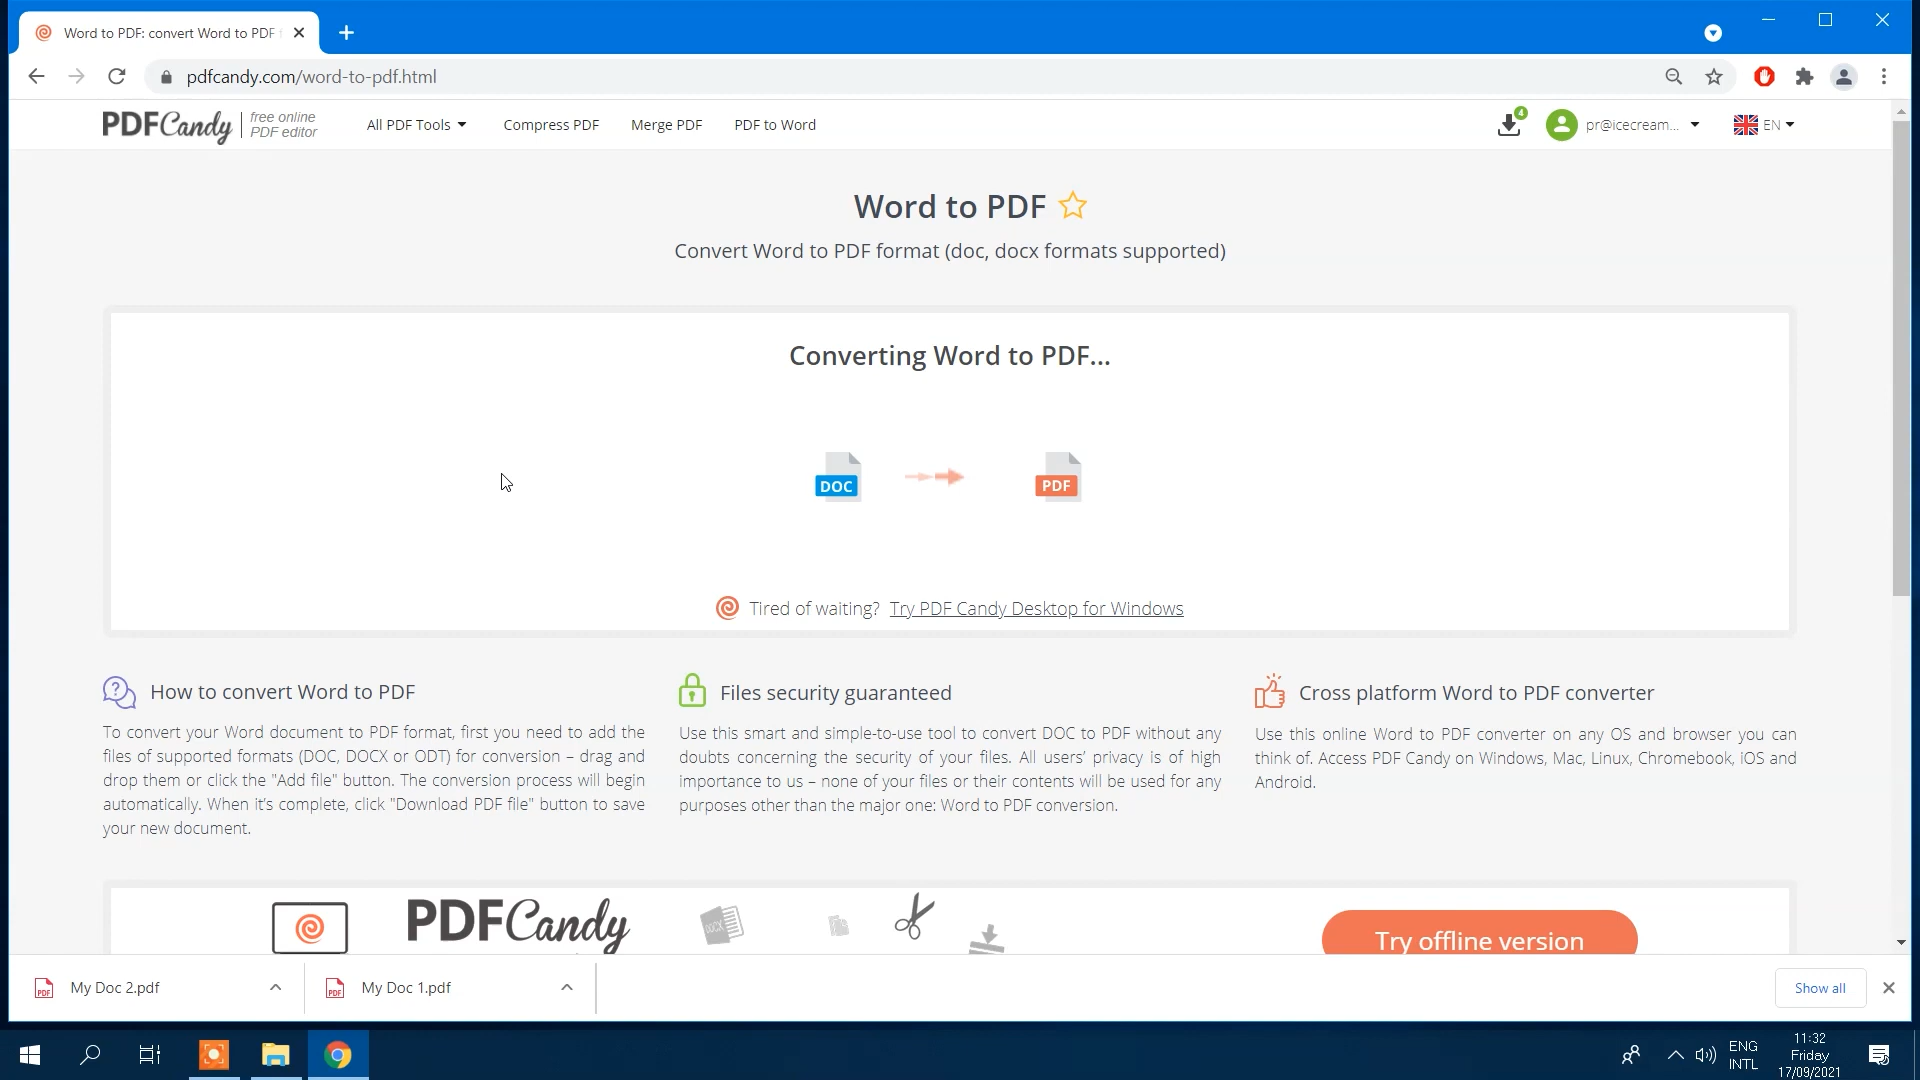 Word to PDF: convert Word to PDF
pdfcandy.com/word-to-pdf.html
PDFCandy
free online
PDF editor
All PDF Tools
Compress PDF
Merge PDF
PDF to Word
4
pr@icecream...
EN
Word to PDF
Convert Word to PDF format (doc, docx formats supported)
Converting Word to PDF...
DOC
PDF
Tired of waiting? Try PDF Candy Desktop for Windows
How to convert Word to PDF
To convert your Word document to PDF format, first you need to add the
files of supported formats (DOC, DOCX or ODT) for conversion – drag and
drop them or click the "Add file" button. The conversion process will begin
automatically. When it's complete, click "Download PDF file" button to save
your new document.
Files security guaranteed
Use this smart and simple-to-use tool to convert DOC to PDF without any
doubts concerning the security of your files. All users' privacy is of high
importance to us – none of your files or their contents will be used for any
purposes other than the major one: Word to PDF conversion.
Cross platform Word to PDF converter
Use this online Word to PDF converter on any OS and browser you can
think of. Access PDF Candy on Windows, Mac, Linux, Chromebook, iOS and
Android.
PDFCandy
DOCX
Try offline version
PDF
My Doc 2.pdf
PDF
My Doc 1.pdf
Show all
ENG
INTL
11:32
Friday
17/09/2021